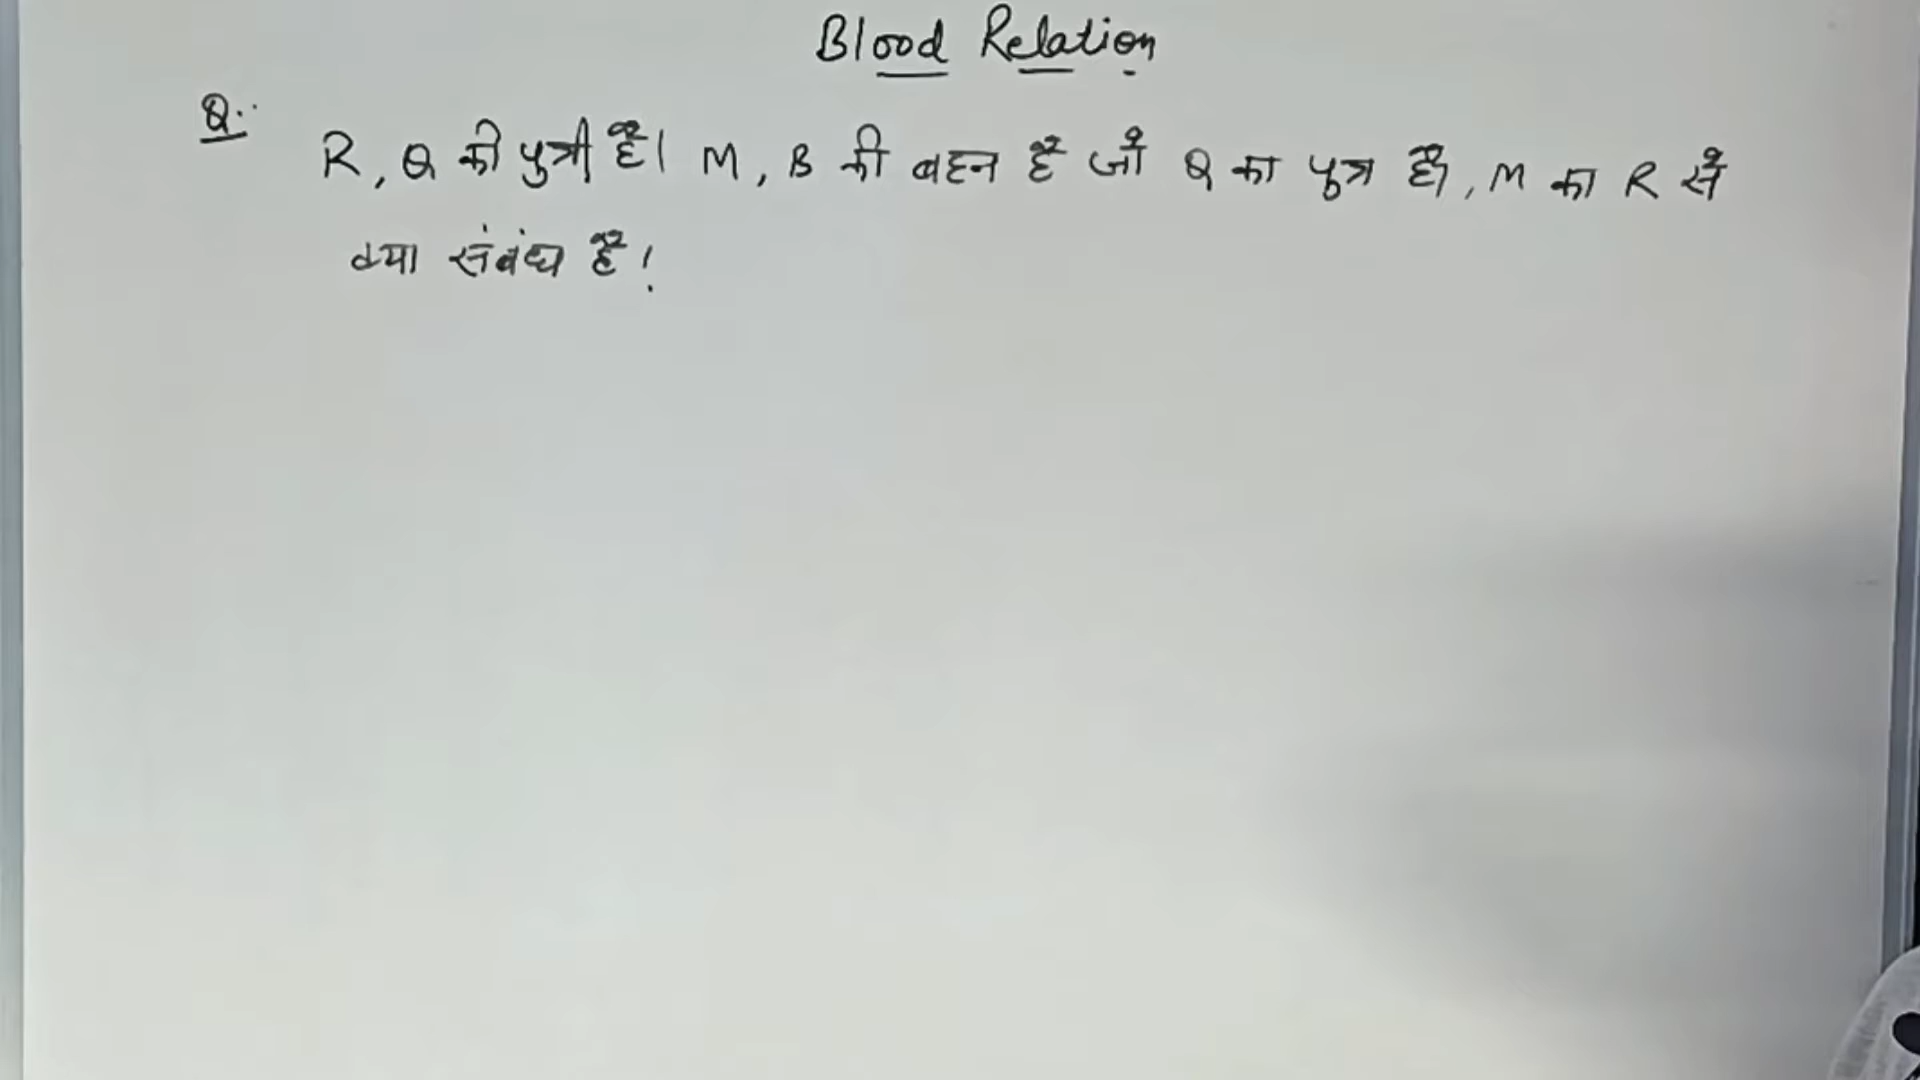 Blood Relation
Q.
R, Q की पुत्री है। M, B की बहन है जो Q का पुत्र है, M का R से
क्या संबंध है!